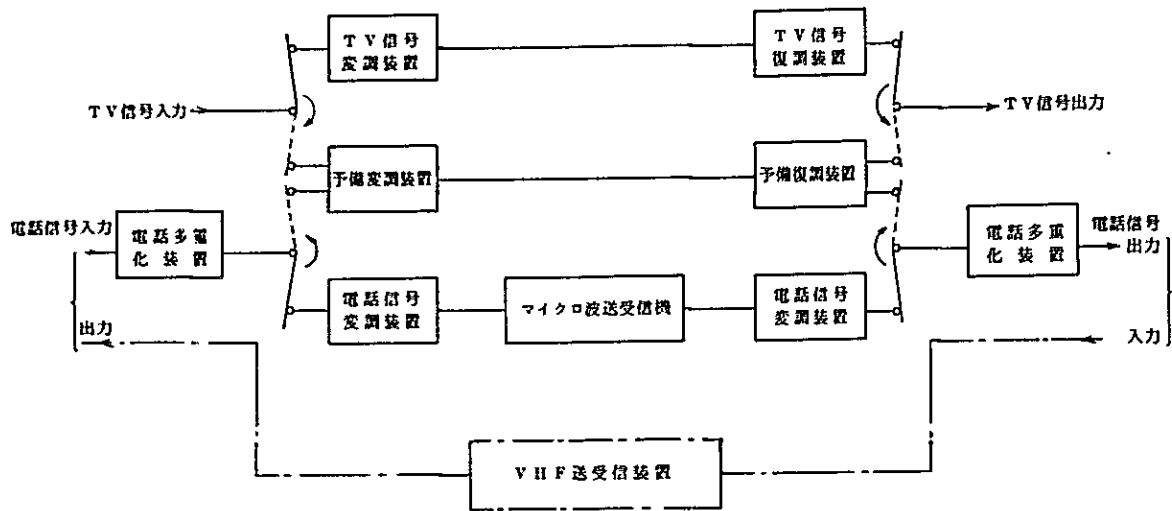 TV信号
変調装置
TV信号
復調装置
TV信号入力
TV信号出力
予備変調装置
予備復調装置
電話信号入力
電話多重
化装置
電話多重
化装置
電話信号
出力
電話信号
変調装置
マイクロ波送受信機
電話信号
変調装置
出力
入力
VHF送受信装置